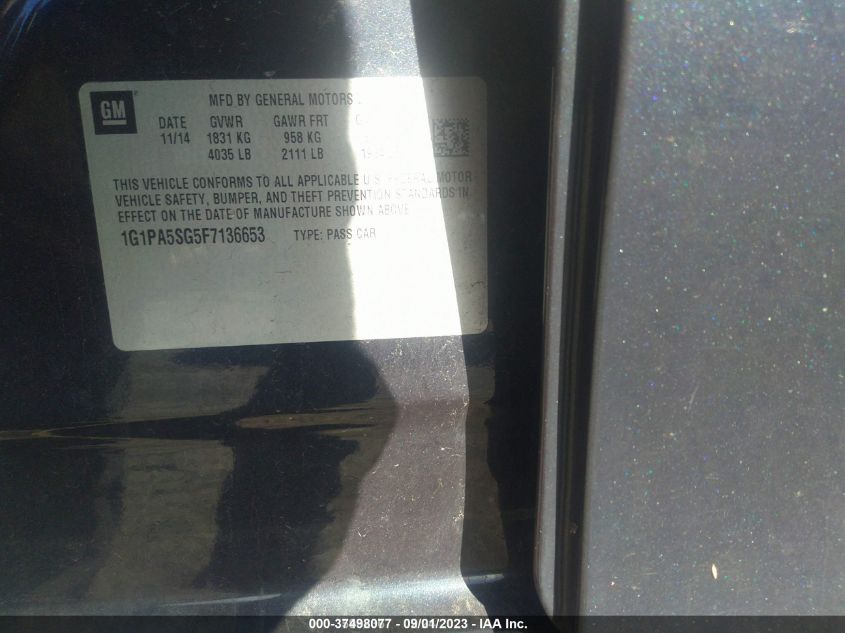 GM
MFD BY GENERAL MOTORS
DATE GVWR GAWR FRT
11/14 1831 KG 958 KG
4035 LB 2111 LB
THIS VEHICLE CONFORMS TO ALL APPLICABLE U.S. FEDERAL MOTOR
VEHICLE SAFETY, BUMPER, AND THEFT PREVENTION STANDARDS IN
EFFECT ON THE DATE OF MANUFACTURE SHOWN ABOVE
1G1PA5SG5F7136653 TYPE: PASS CAR
000-37498077 - 09/01/2023 - IAA Inc.